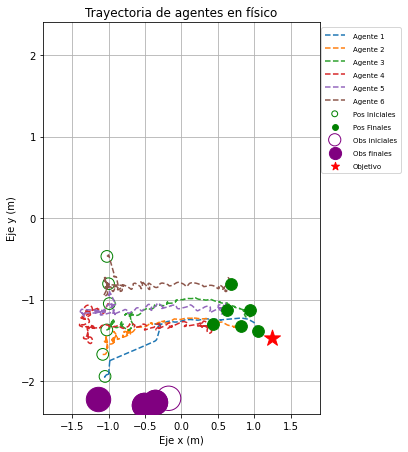 Trayectoria de agentes en físico
Agente 1
Agente 2
Agente 3
Agente 4
Agente 5
Agente 6
Pos Iniciales
Pos Finales
Obs iniciales
Obs finales
Objetivo
Eje y (m)
2
1
0
−1
−2
−1.5
−1.0
−0.5
0.0
0.5
1.0
1.5
Eje x (m)